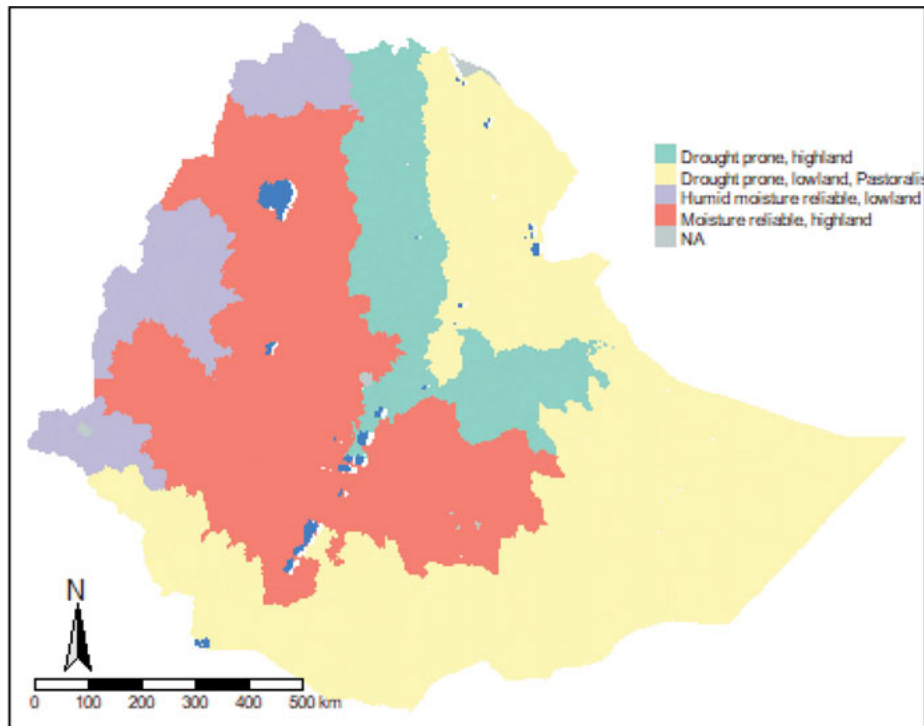 Drought prone, highland
Drought prone, lowland, Pastoralis
Humid moisture reliable, lowland
Moisture reliable, highland
NA
N
0 100 200 300 400 500 km